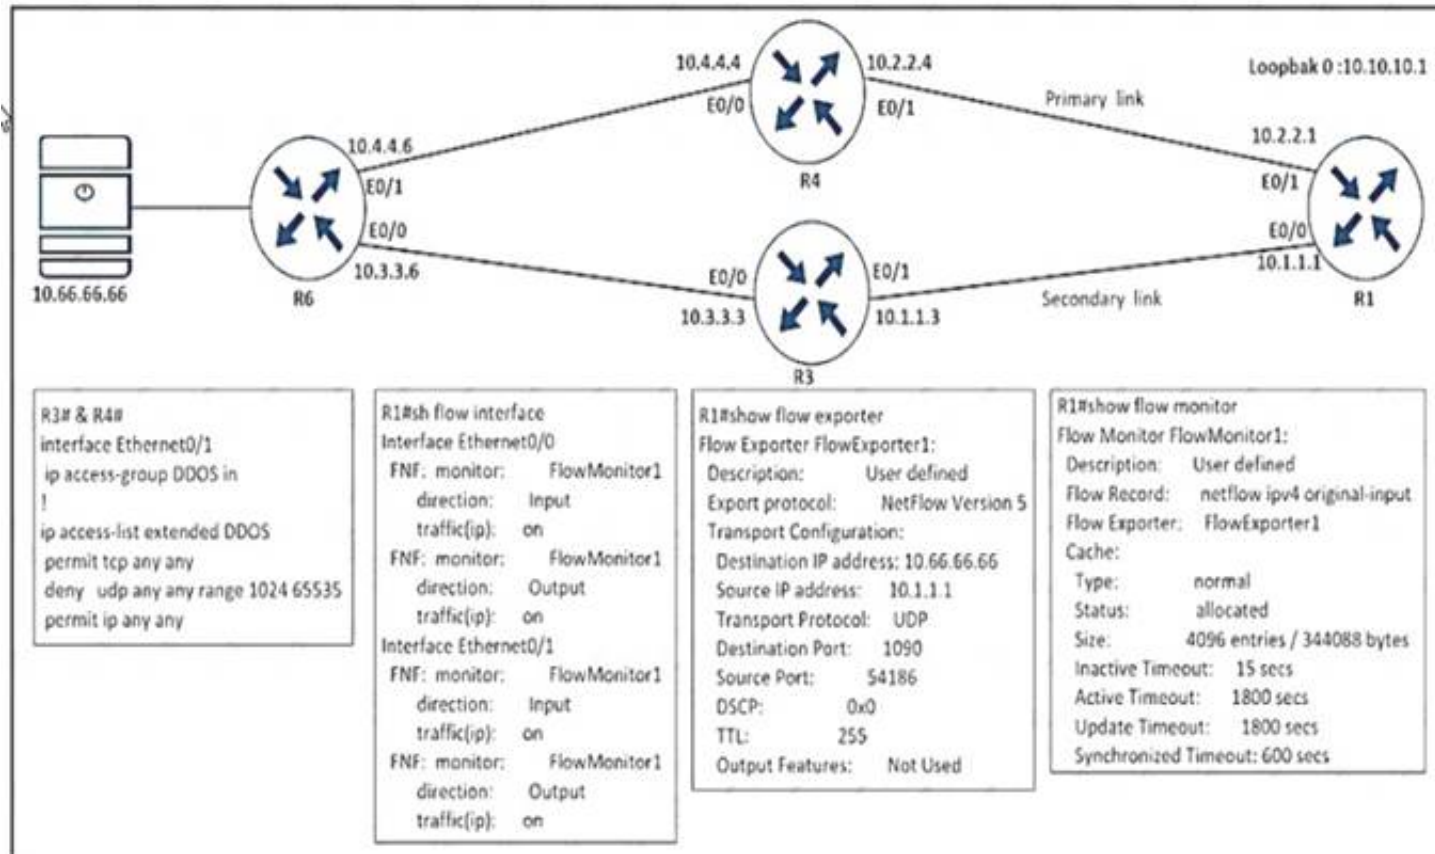 10.4.4.4
10.2.2.4
Loopbak 0 :10.10.10.1
E0/0
E0/1
Primary link
10.4.4.6
10.2.2.1
E0/1
R4
E0/1
E0/0
E0/0
10.3.3.6
E0/0
E0/1
10.1.1.1
10.66.66.66
R6
10.3.3.3
10.1.1.3
Secondary link
R1
R3
R3# & R4#
interface Ethernet0/1
ip access-group DDOS in
!
ip access-list extended DDOS
permit tcp any any
deny udp any any range 1024 65535
permit ip any any
R1#sh flow interface
Interface Ethernet0/0
FNF: monitor: FlowMonitor1
direction: Input
traffic(ip): on
FNF: monitor: FlowMonitor1
direction: Output
traffic(ip): on
Interface Ethernet0/1
FNF: monitor: FlowMonitor1
direction: Input
traffic(ip): on
FNF: monitor: FlowMonitor1
direction: Output
traffic(ip): on
R1#show flow exporter
Flow Exporter FlowExporter1:
Description: User defined
Export protocol: NetFlow Version 5
Transport Configuration:
Destination IP address: 10.66.66.66
Source IP address: 10.1.1.1
Transport Protocol: UDP
Destination Port: 1090
Source Port: 54186
DSCP: 0x0
TTL: 255
Output Features: Not Used
R1#show flow monitor
Flow Monitor FlowMonitor1:
Description: User defined
Flow Record: netflow ipv4 original-input
Flow Exporter: FlowExporter1
Cache:
Type: normal
Status: allocated
Size: 4096 entries / 344088 bytes
Inactive Timeout: 15 secs
Active Timeout: 1800 secs
Update Timeout: 1800 secs
Synchronized Timeout: 600 secs